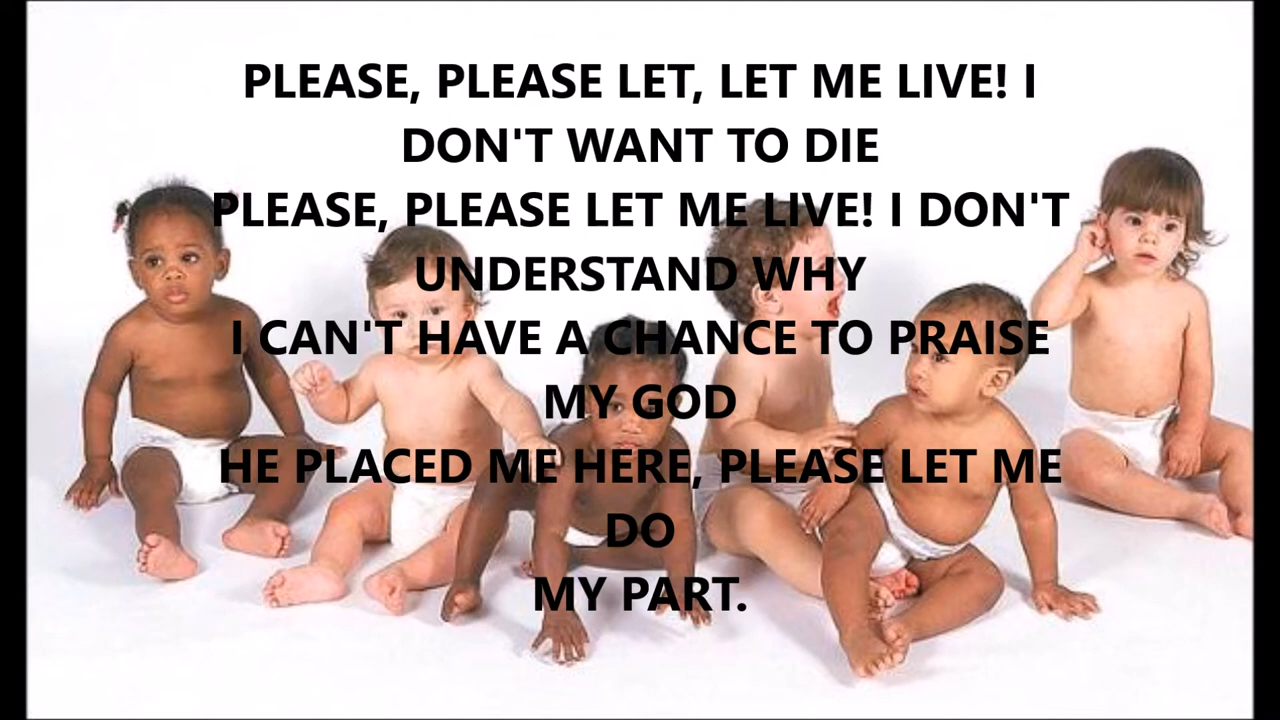 PLEASE, PLEASE LET, LET ME LIVE! I
DON'T WANT TO DIE
PLEASE, PLEASE LET ME LIVE! I DON'T
UNDERSTAND WHY
I CAN'T HAVE A CHANCE TO PRAISE
MY GOD
HE PLACED ME HERE, PLEASE LET ME
DO
MY PART.